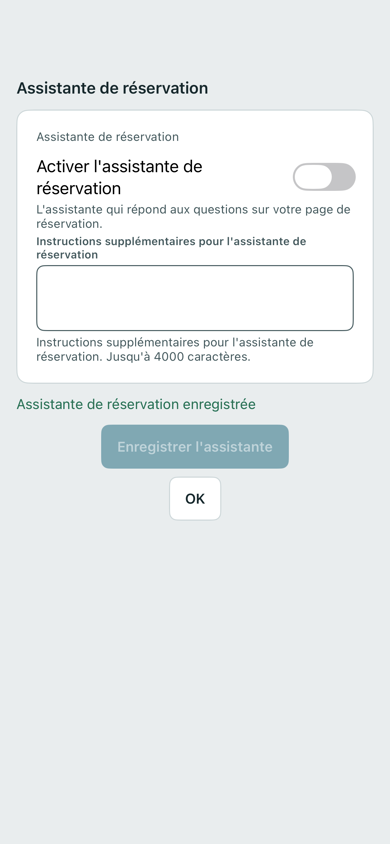 Assistante de réservation
Assistante de réservation
Activer l'assistante de
réservation
L'assistante qui répond aux questions sur votre page de
réservation.
Instructions supplémentaires pour l'assistante de
réservation
Instructions supplémentaires pour l'assistante de
réservation. Jusqu'à 4000 caractères.
Assistante de réservation enregistrée
Enregistrer l'assistante
OK